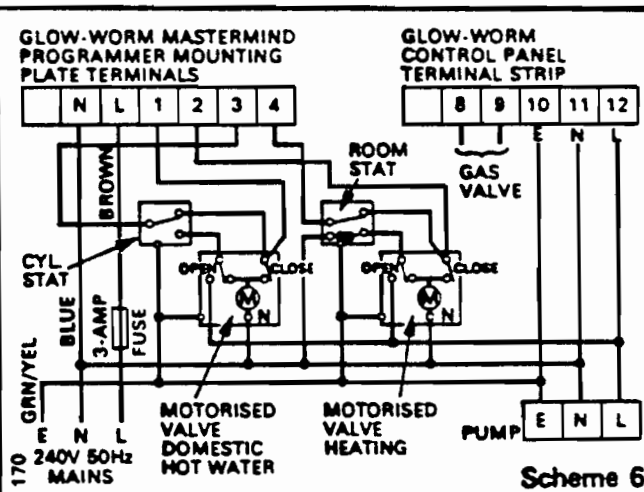 GLOW-WORM MASTERMIND
PROGRAMMER MOUNTING
PLATE TERMINALS
N L 1 2 3 4
GLOW-WORM
CONTROL PANEL
TERMINAL STRIP
8 9 10 11 12
E N L
GAS
VALVE
ROOM
STAT
BROWN
CYL
STAT
OPEN CLOSE
M
N
OPEN CLOSE
M
N
BLUE
3-AMP
FUSE
GRN/YEL
MOTORISED
VALVE
DOMESTIC
HOT WATER
MOTORISED
VALVE
HEATING
PUMP E N L
E N L
240V 50Hz
MAINS
170
Scheme 6